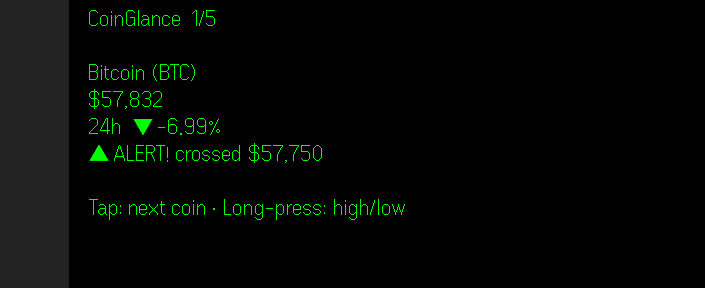 CoinGlance 1/5
Bitcoin (BTC)
$57,832
24h ▼ -6.99%
▲ ALERT! crossed $57,750
Tap: next coin · Long-press: high/low